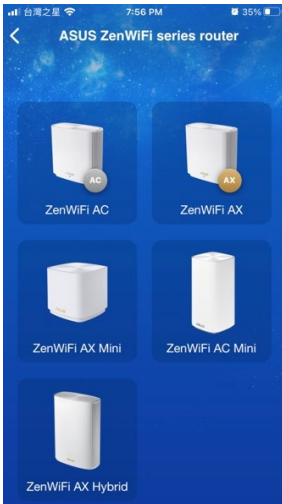 台灣之星 7:56 PM 35%
ASUS ZenWiFi series router
AC
AX
ZenWiFi AC ZenWiFi AX
ZenWiFi AX Mini ZenWiFi AC Mini
ZenWiFi AX Hybrid